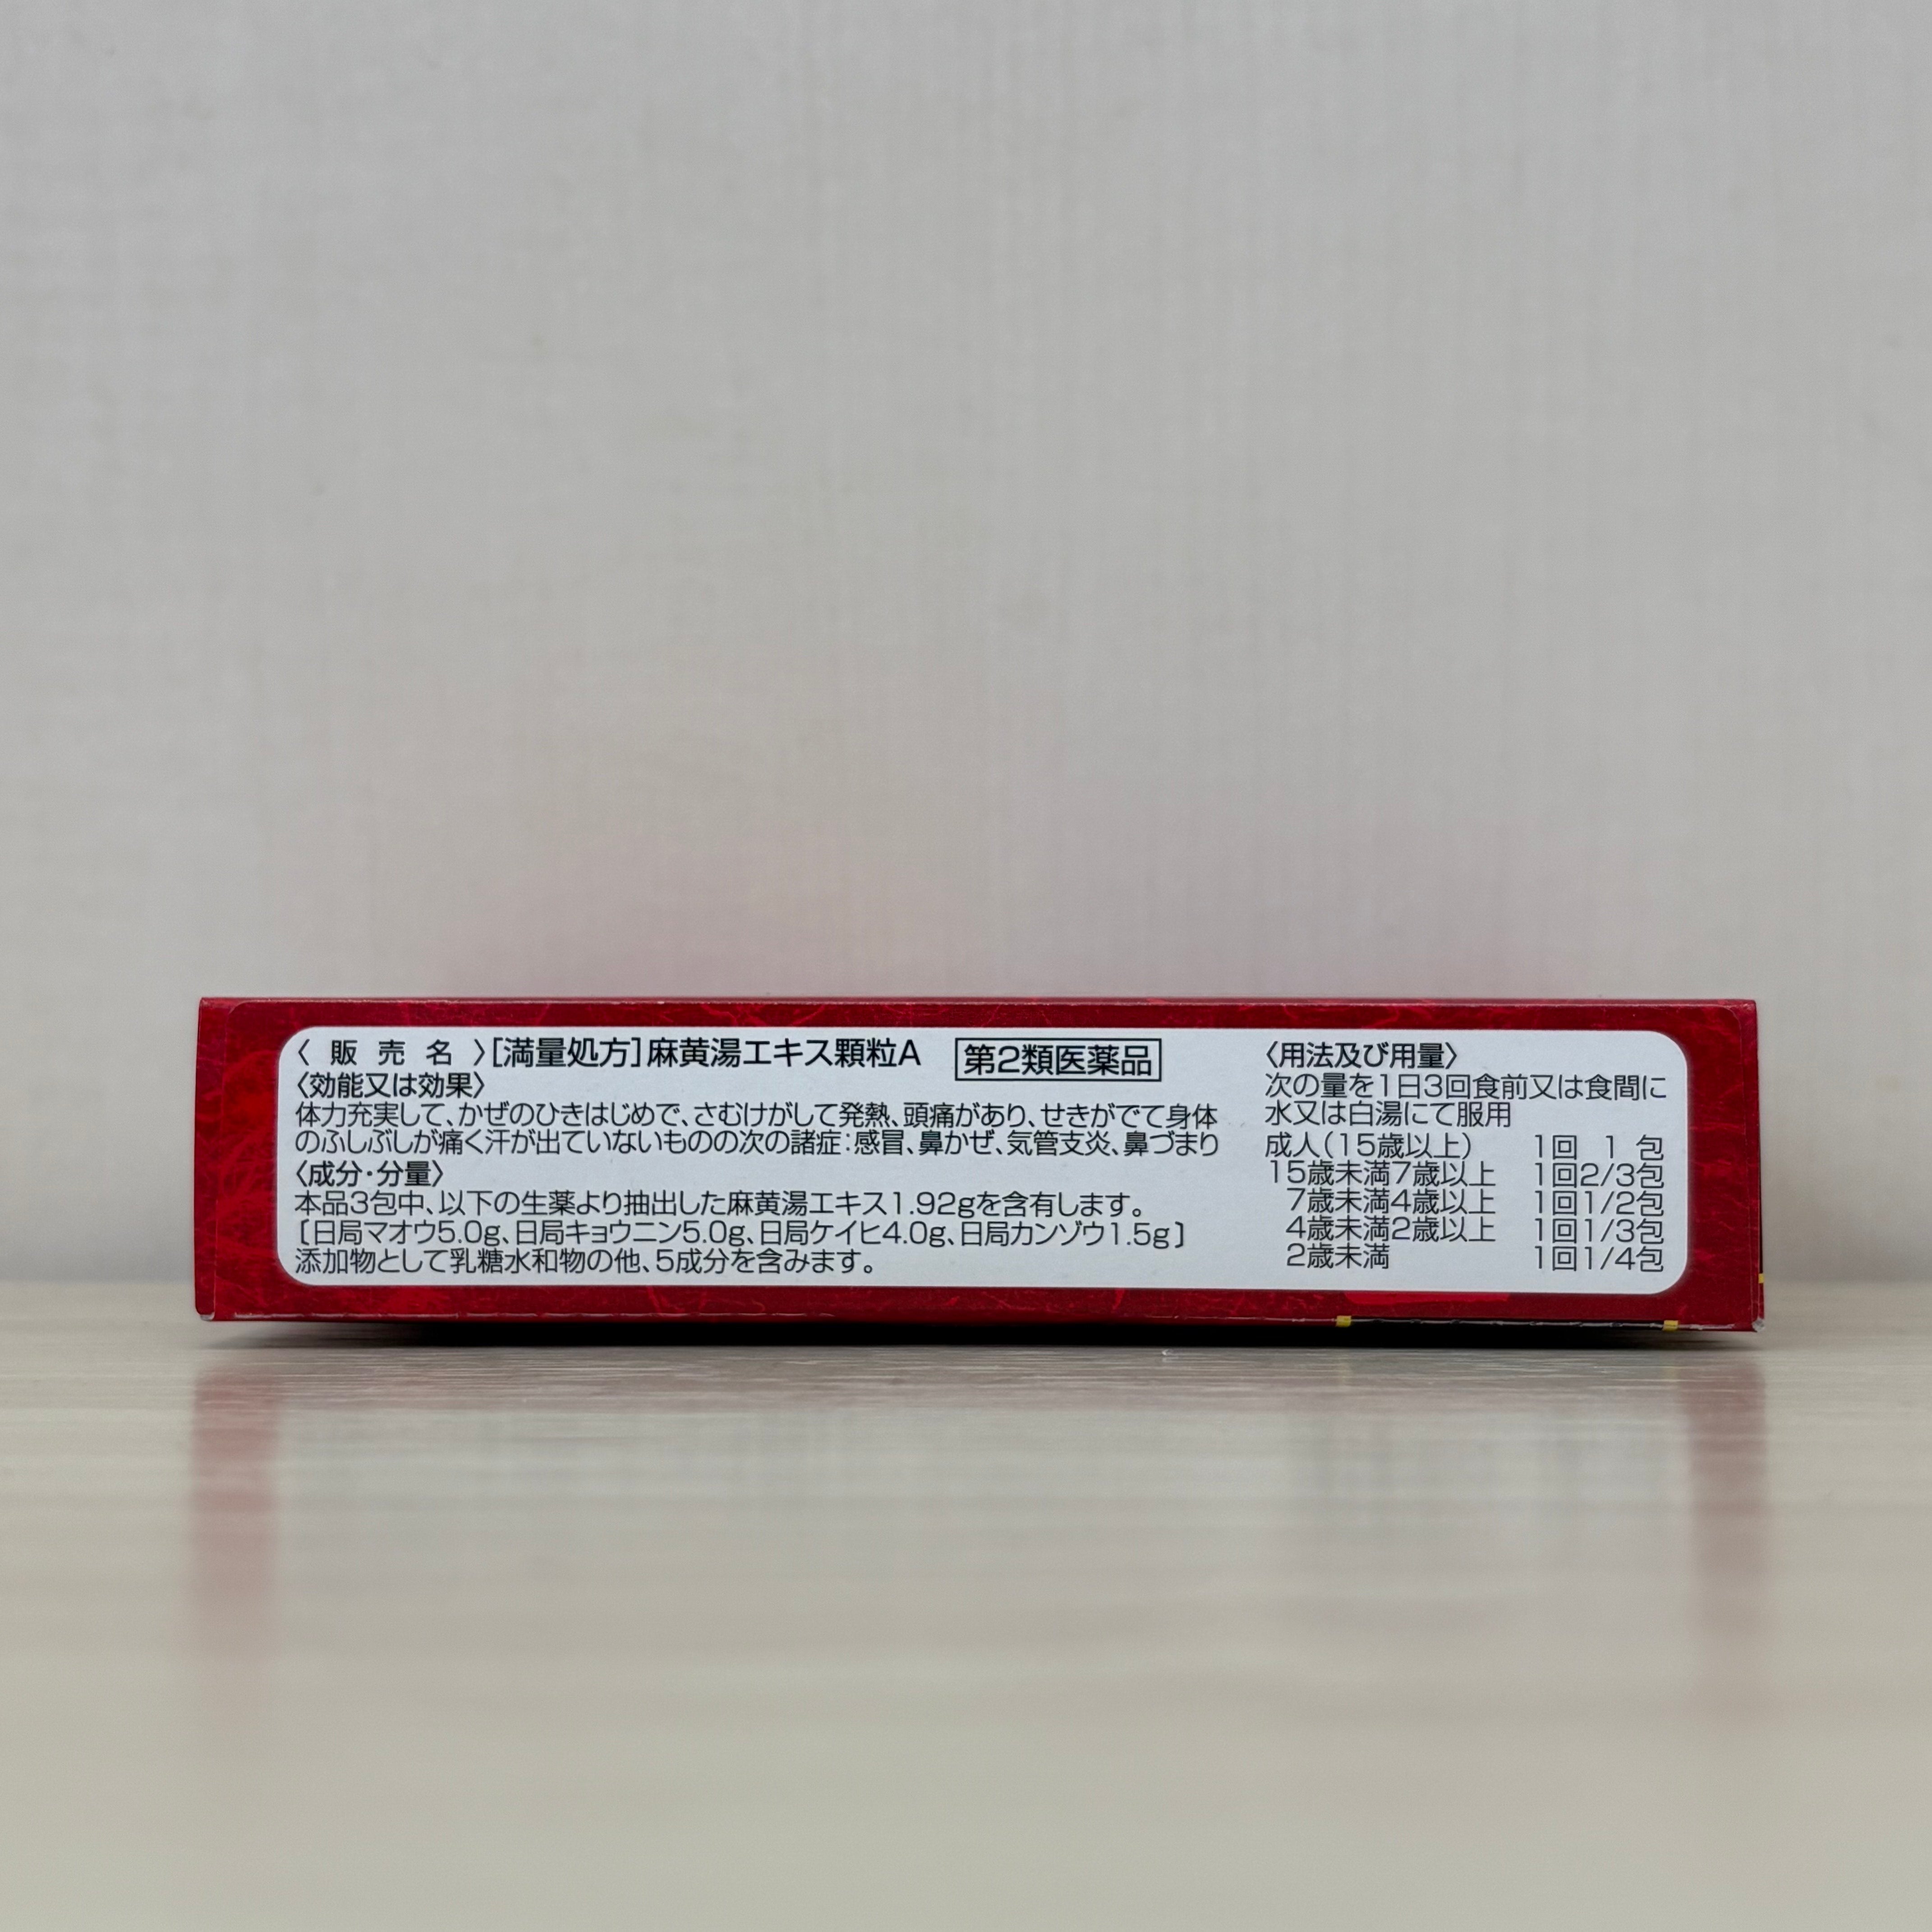 〈販売名〉[満量処方]麻黄湯エキス顆粒A 第2類医薬品
〈効能又は効果〉
体力充実して、かぜのひきはじめで、さむけがして発熱、頭痛があり、せきがでて身体
のふしぶしが痛く汗が出ていないものの次の諸症:感冒、鼻かぜ、気管支炎、鼻づまり
〈成分・分量〉
本品3包中、以下の生薬より抽出した麻黄湯エキス1.92gを含有します。
[日局マオウ5.0g、日局キョウニン5.0g、日局ケイヒ4.0g、日局カンゾウ1.5g]
添加物として乳糖水和物の他、5成分を含みます。
〈用法及び用量〉
次の量を1日3回食前又は食間に
水又は白湯にて服用
成人(15歳以上) 1回 1 包
15歳未満7歳以上 1回2/3包
7歳未満4歳以上 1回1/2包
4歳未満2歳以上 1回1/3包
2歳未満 1回1/4包